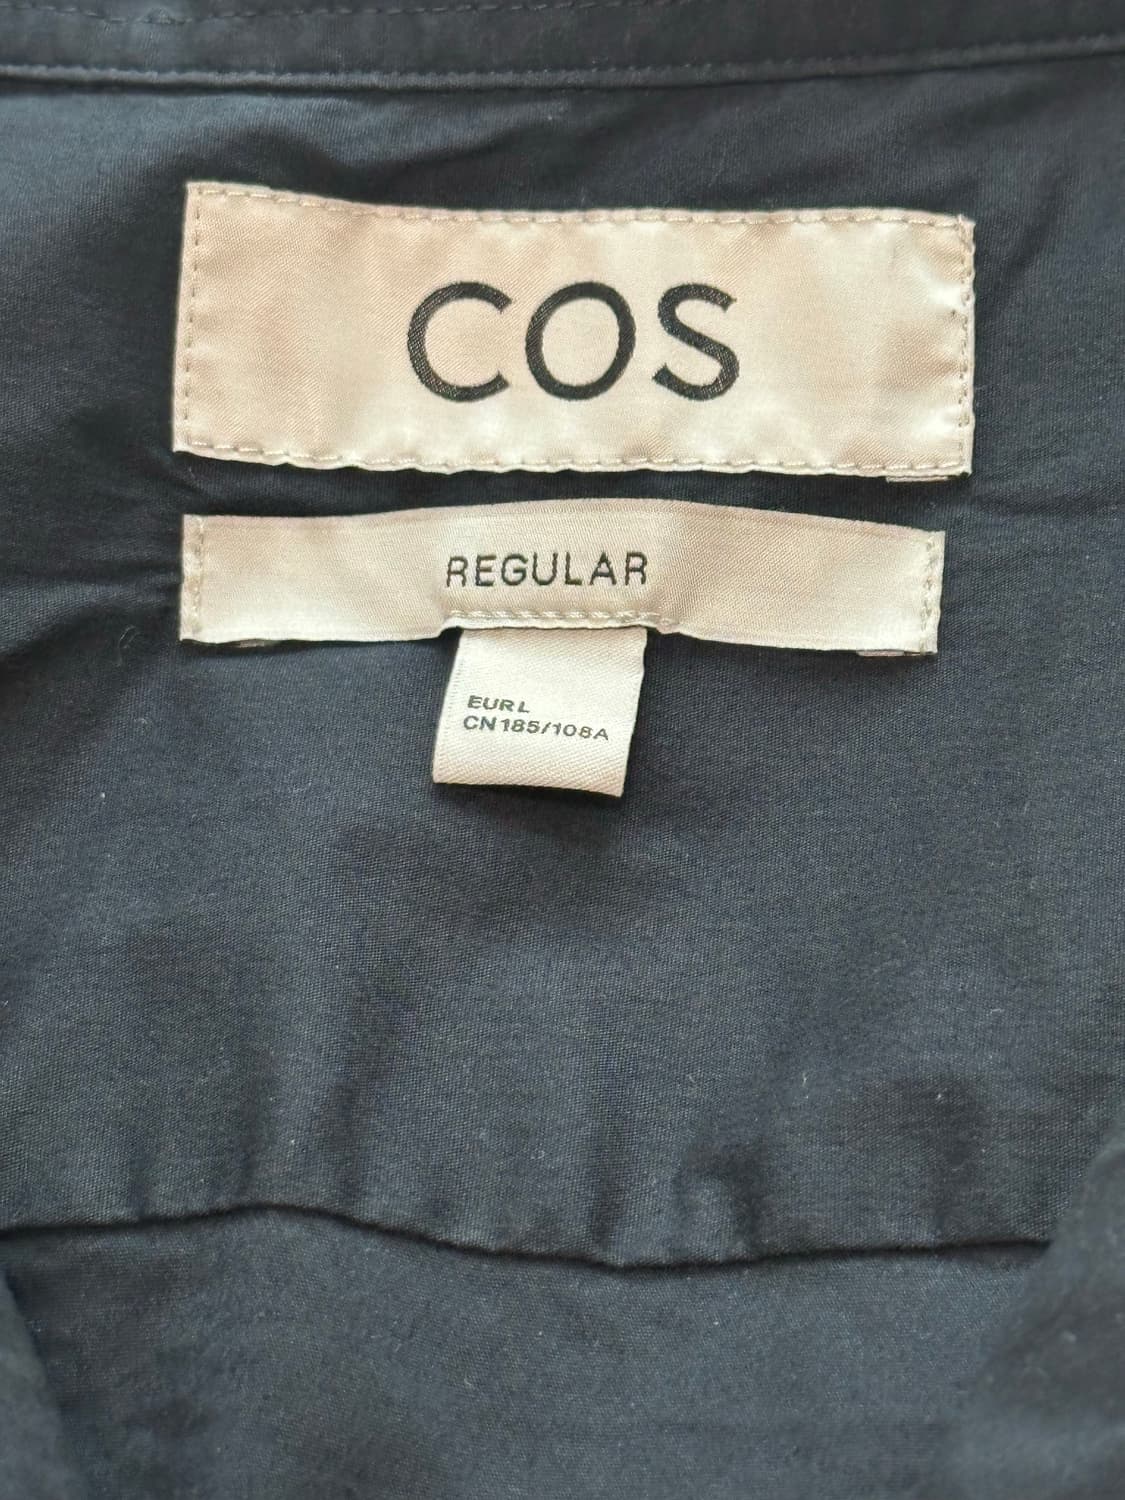 COS
REGULAR
EUR L
CN 185/108A